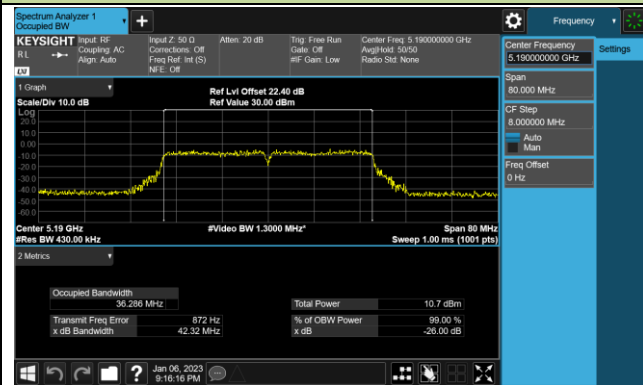 Spectrum Analyzer 1
Occupied BW
+
Frequency
KEYSIGHT
RL
Input: RF
Coupling: AC
Align: Auto
Input Z: 50 Ω
Corrections: Off
Freq Ref: Int (S)
NFE: Off
Atten: 20 dB
Trig: Free Run
Gate: Off
#IF Gain: Low
Center Freq: 5.190000000 GHz
Avg|Hold: 50/50
Radio Std: None
LXI
Center Frequency
5.190000000 GHz
Settings
Span
80.000 MHz
CF Step
8.000000 MHz
Auto
Man
Freq Offset
0 Hz
1 Graph
Scale/Div 10.0 dB
Ref Lvl Offset 22.40 dB
Ref Value 30.00 dBm
Log
20.0
10.0
0.00
-10.0
-20.0
-30.0
-40.0
-50.0
-60.0
Center 5.19 GHz
#Video BW 1.3000 MHz*
Span 80 MHz
#Res BW 430.00 kHz
Sweep 1.00 ms (1001 pts)
2 Metrics
Occupied Bandwidth
36.286 MHz
Total Power 10.7 dBm
Transmit Freq Error 872 Hz
% of OBW Power 99.00 %
x dB Bandwidth 42.32 MHz
x dB -26.00 dB
?
Jan 06, 2023
9:16:16 PM